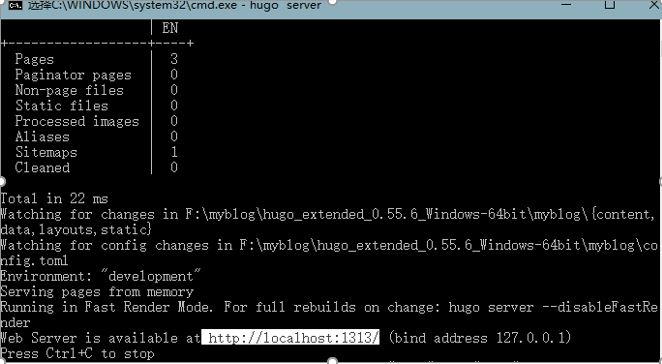 选择C:\WINDOWS\system32\cmd.exe - hugo server
| EN
Pages | 3
Paginator pages | 0
Non-page files | 0
Static files | 0
Processed images | 0
Aliases | 0
Sitemaps | 1
Cleaned | 0
Total in 22 ms
Watching for changes in F:\myblog\hugo_extended_0.55.6_Windows-64bit\myblog\{content,
data,layouts,static}
Watching for config changes in F:\myblog\hugo_extended_0.55.6_Windows-64bit\myblog\co
nfig.toml
Environment: "development"
Serving pages from memory
Running in Fast Render Mode. For full rebuilds on change: hugo server --disableFastRe
nder
Web Server is available at http://localhost:1313/ (bind address 127.0.0.1)
Press Ctrl+C to stop